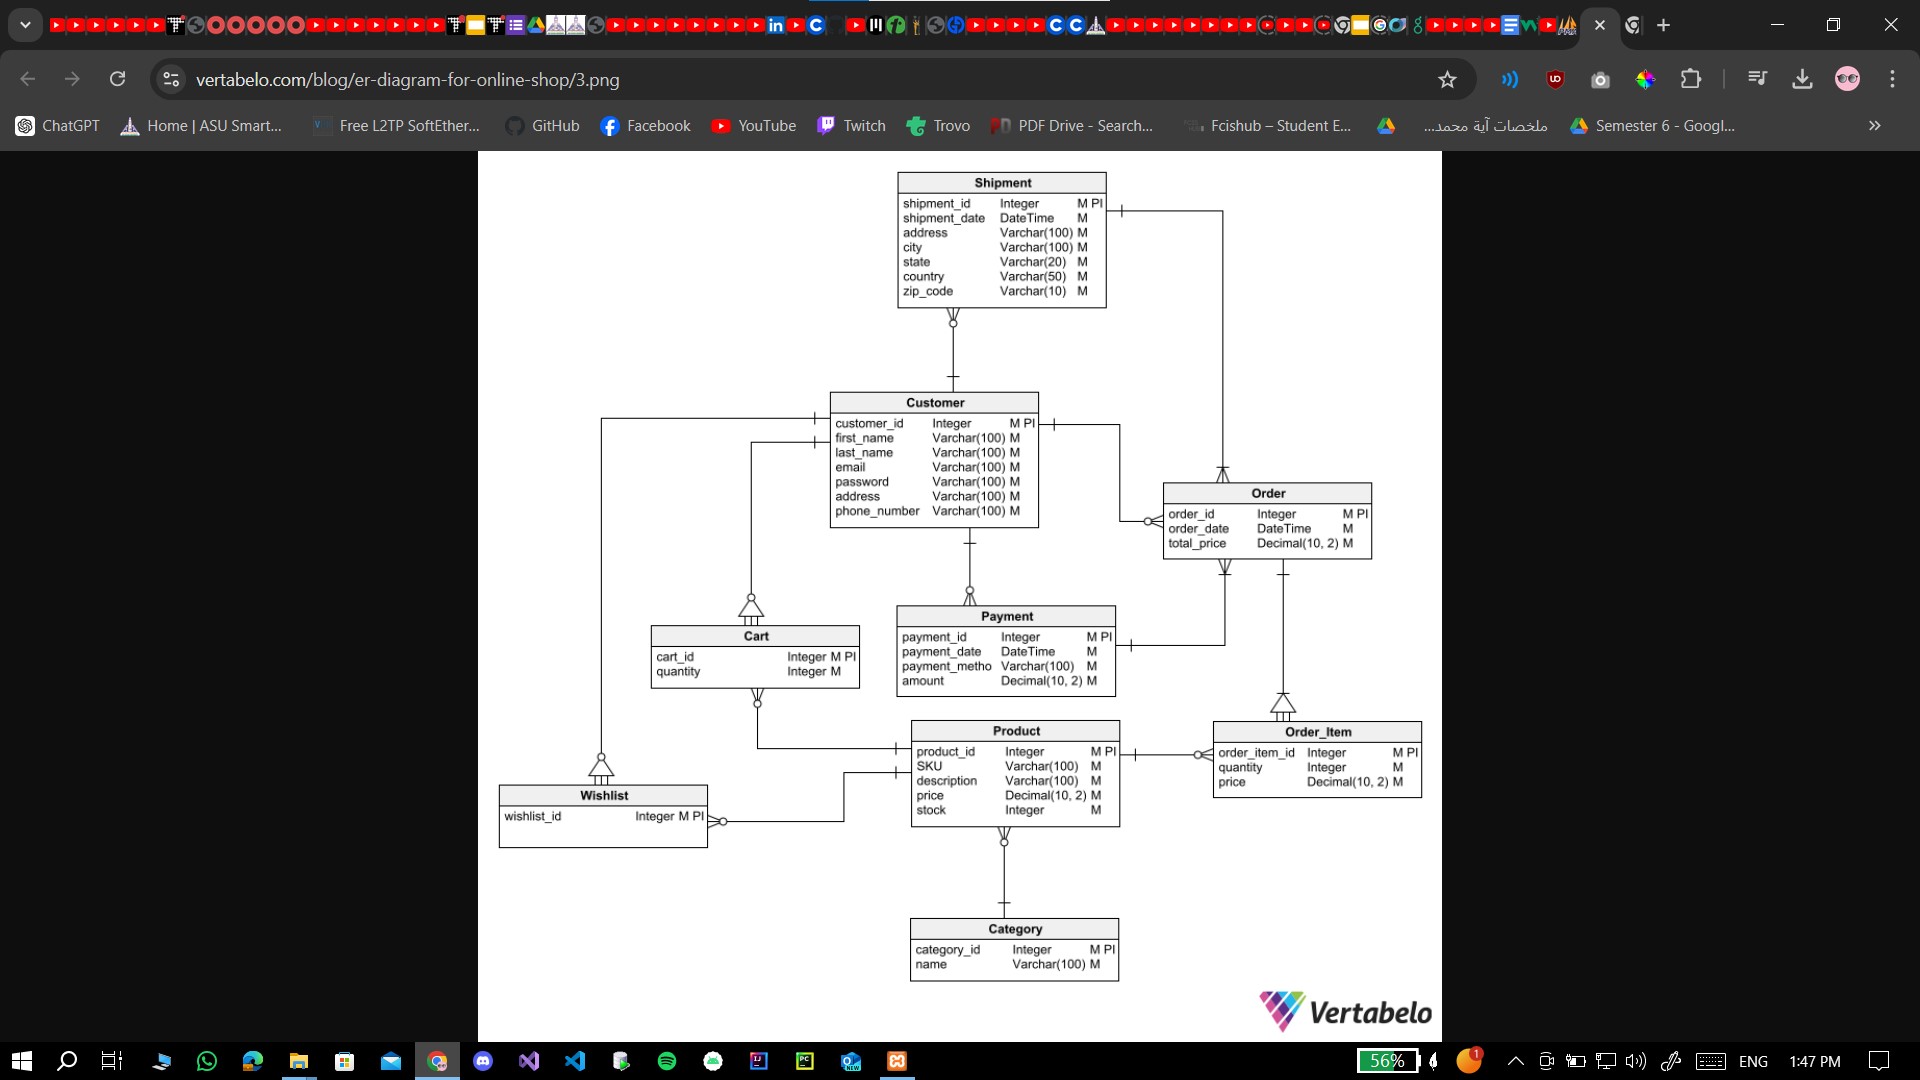 vertabelo.com/blog/er-diagram-for-online-shop/3.png
ChatGPT
Home | ASU Smart...
Free L2TP SoftEther...
GitHub
Facebook
YouTube
Twitch
Trovo
PDF Drive - Search...
Fcishub – Student E...
ملخصات آية محمد...
Semester 6 - Googl...
Shipment
shipment_id Integer M PI
shipment_date DateTime M
address Varchar(100) M
city Varchar(100) M
state Varchar(20) M
country Varchar(50) M
zip_code Varchar(10) M
Customer
customer_id Integer M PI
first_name Varchar(100) M
last_name Varchar(100) M
email Varchar(100) M
password Varchar(100) M
address Varchar(100) M
phone_number Varchar(100) M
Order
order_id Integer M PI
order_date DateTime M
total_price Decimal(10, 2) M
Cart
cart_id Integer M PI
quantity Integer M
Payment
payment_id Integer M PI
payment_date DateTime M
payment_metho Varchar(100) M
amount Decimal(10, 2) M
Product
product_id Integer M PI
SKU Varchar(100) M
description Varchar(100) M
price Decimal(10, 2) M
stock Integer M
Order_Item
order_item_id Integer M PI
quantity Integer M
price Decimal(10, 2) M
Wishlist
wishlist_id Integer M PI
Category
category_id Integer M PI
name Varchar(100) M
Vertabelo
56%
1
ENG
1:47 PM